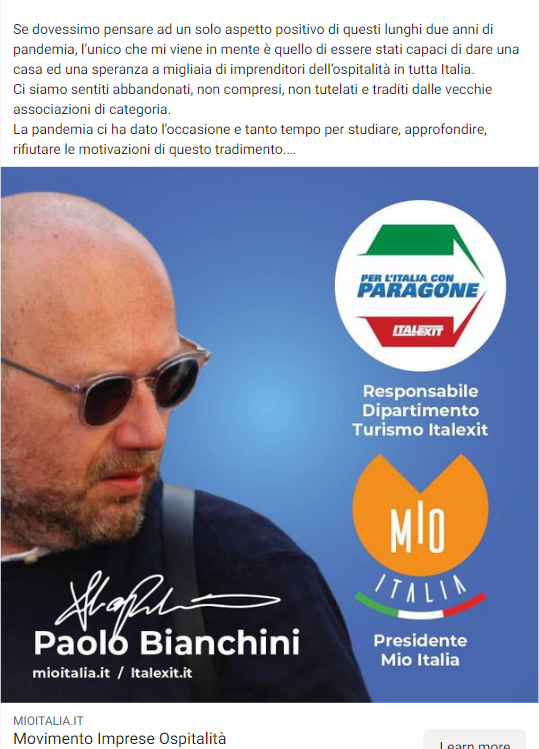 Se dovessimo pensare ad un solo aspetto positivo di questi lunghi due anni di
pandemia, l’unico che mi viene in mente è quello di essere stati capaci di dare una
casa ed una speranza a migliaia di imprenditori dell’ospitalità in tutta Italia.
Ci siamo sentiti abbandonati, non compresi, non tutelati e traditi dalle vecchie
associazioni di categoria.
La pandemia ci ha dato l’occasione e tanto tempo per studiare, approfondire,
rifiutare le motivazioni di questo tradimento....
PER L'ITALIA CON
PARAGONE
ITALEXIT
Responsabile
Dipartimento
Turismo Italexit
MIO
ITALIA
Presidente
Mio Italia
Paolo Bianchini
mioitalia.it / Italexit.it
MIOITALIA.IT
Movimento Imprese Ospitalità
Learn more